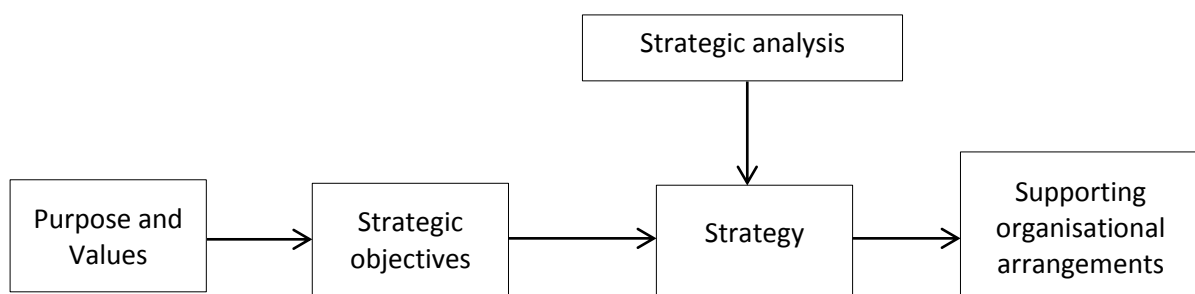 Strategic analysis
Purpose and
Values
Strategic
objectives
Strategy
Supporting
organisational
arrangements